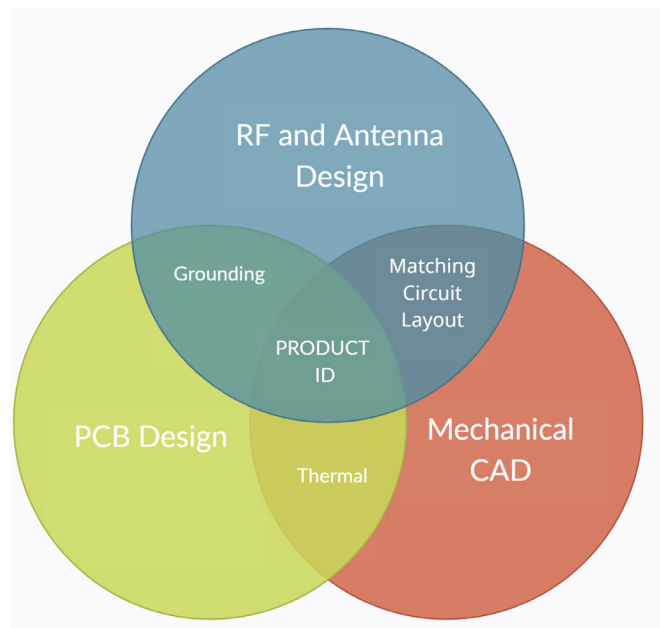 RF and Antenna
Design
Grounding
Matching
Circuit
Layout
PRODUCT
ID
PCB Design
Mechanical
CAD
Thermal